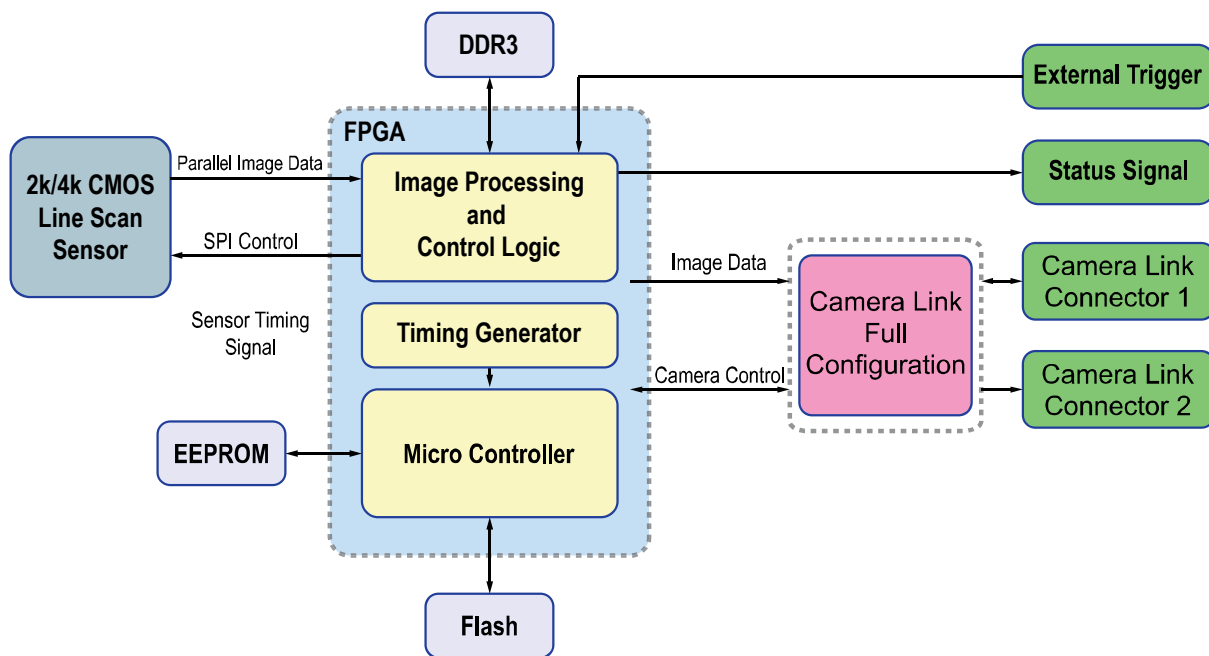 DDR3
External Trigger
FPGA
Parallel Image Data
2k/4k CMOS
Line Scan
Sensor
Image Processing
and
Control Logic
Status Signal
SPI Control
Image Data
Camera Link
Connector 1
Sensor Timing
Signal
Timing Generator
Camera Link
Full
Configuration
Camera Control
Camera Link
Connector 2
EEPROM
Micro Controller
Flash